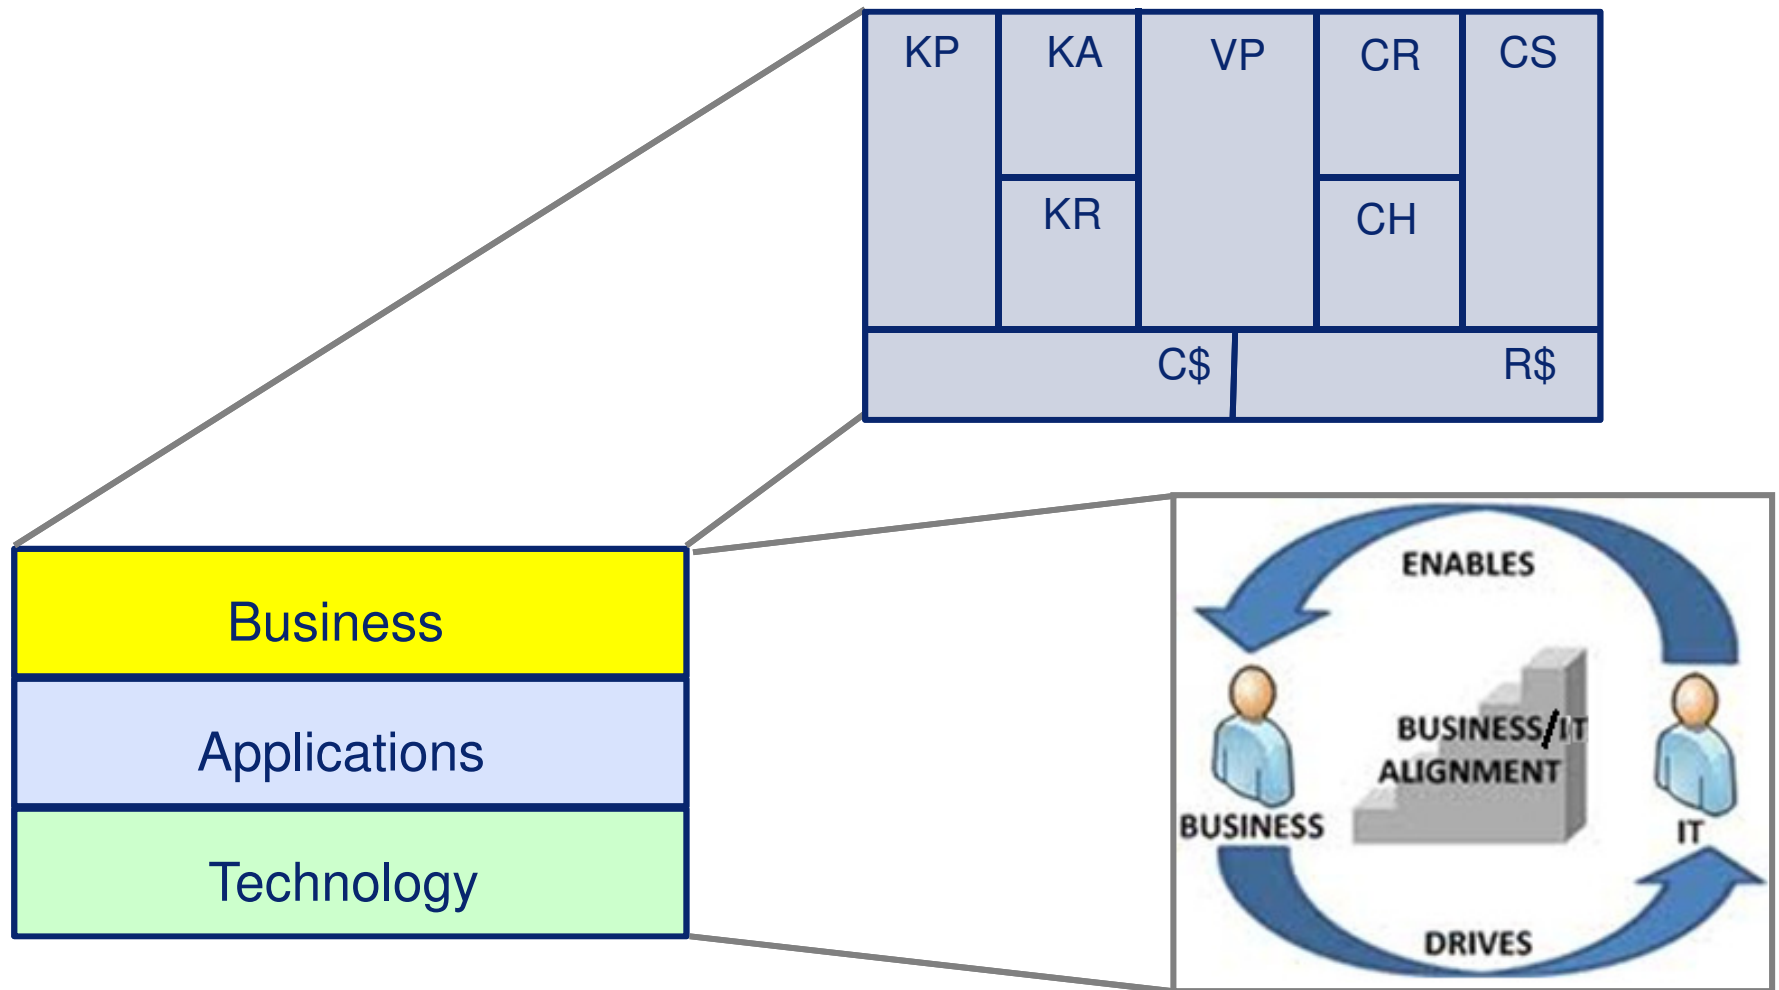 KP
KA
VP
CR
CS
KR
CH
C$
R$
Business
Applications
Technology
ENABLES
BUSINESS/IT
ALIGNMENT
BUSINESS
IT
DRIVES